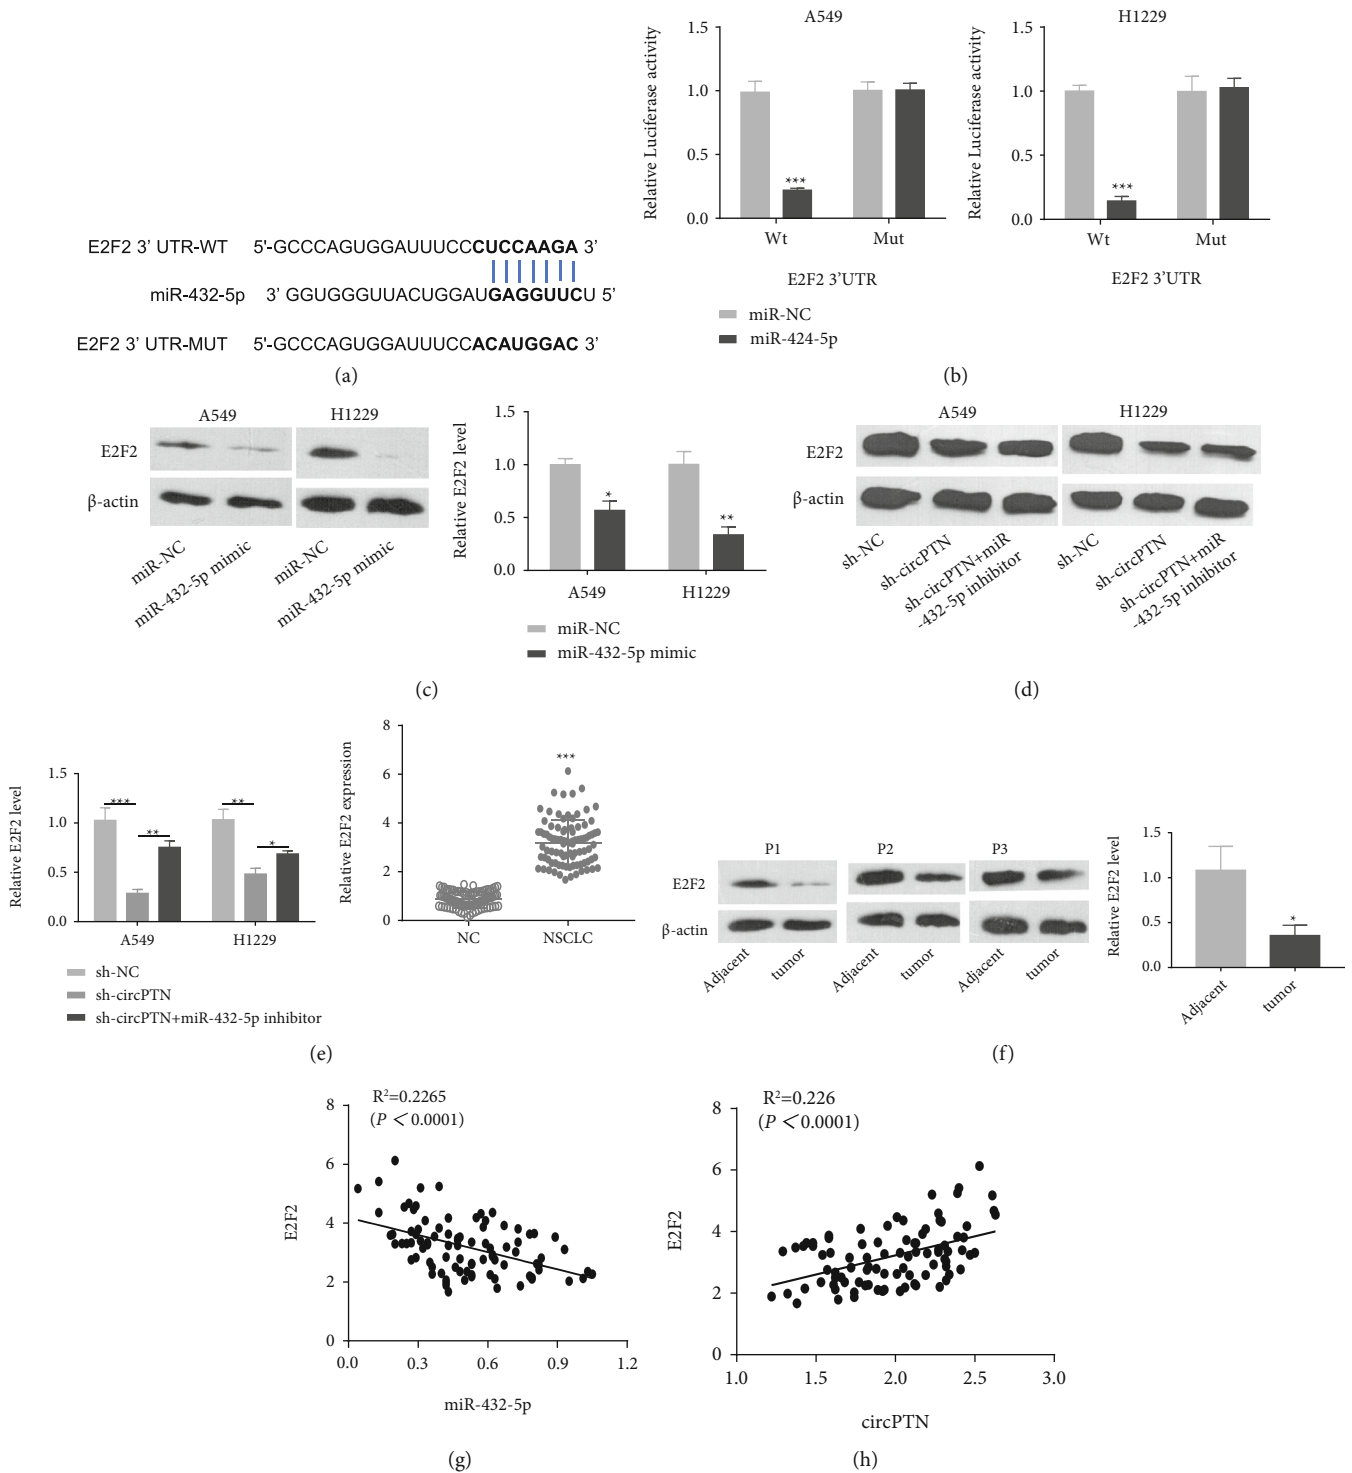 E2F2 3' UTR-WT 5'-GCCCAGUGGAUUUCCCUCCAAGA 3'
miR-432-5p 3' GGUGGGUUACUGGAUGAGGUUCU 5'
E2F2 3' UTR-MUT 5'-GCCCAGUGGAUUUCCACAUGGAC 3'
(a)
A549
Relative Luciferase activity
1.5
1.0
0.5
0.0
***
Wt Mut
E2F2 3'UTR
H1229
Relative Luciferase activity
1.5
1.0
0.5
0.0
***
Wt Mut
E2F2 3'UTR
miR-NC
miR-424-5p
(b)
A549 H1229
E2F2
β-actin
miR-NC
miR-432-5p mimic
miR-NC
miR-432-5p mimic
Relative E2F2 level
1.5
1.0
0.5
0.0
*
**
A549 H1229
miR-NC
miR-432-5p mimic
(c)
A549 H1229
E2F2
β-actin
sh-NC
sh-circPTN
sh-circPTN+miR
-432-5p inhibitor
sh-NC
sh-circPTN
sh-circPTN+miR
-432-5p inhibitor
(d)
Relative E2F2 level
1.5
1.0
0.5
0.0
*** **
** *
A549 H1229
sh-NC
sh-circPTN
sh-circPTN+miR-432-5p inhibitor
Relative E2F2 expression
8
6
4
2
0
***
NC NSCLC
(e)
P1 P2 P3
E2F2
β-actin
Adjacent
tumor
Adjacent
tumor
Adjacent
tumor
Relative E2F2 level
1.5
1.0
0.5
0.0
*
Adjacent
tumor
(f)
R²=0.2265
(P < 0.0001)
E2F2
8
6
4
2
0
0.0 0.3 0.6 0.9 1.2
miR-432-5p
(g)
R²=0.226
(P < 0.0001)
E2F2
8
6
4
2
0
1.0 1.5 2.0 2.5 3.0
circPTN
(h)